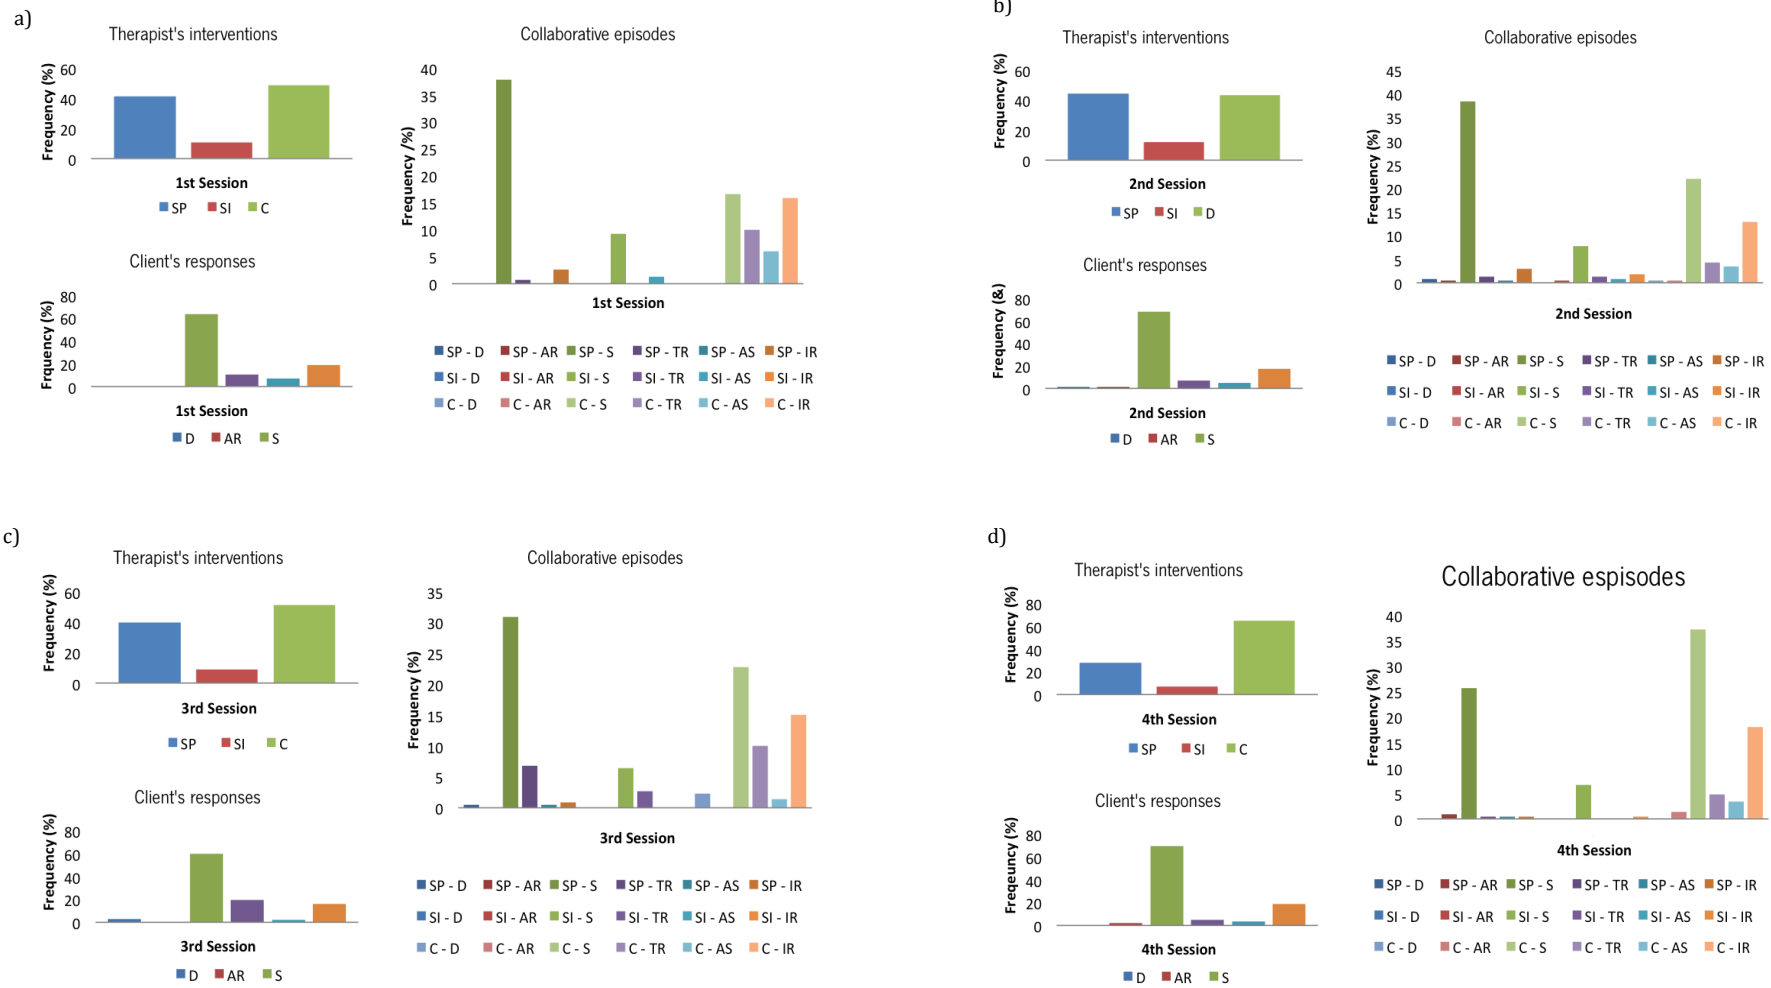 a)
Therapist's interventions
Frequency (%)
60
40
20
0
1st Session
SP SI C
Client's responses
Frquency (%)
80
60
40
20
0
1st Session
D AR S
Collaborative episodes
Frequency /%)
40
35
30
25
20
15
10
5
0
1st Session
SP - D SP - AR SP - S SP - TR SP - AS SP - IR
SI - D SI - AR SI - S SI - TR SI - AS SI - IR
C - D C - AR C - S C - TR C - AS C - IR
b)
Therapist's interventions
Frequency (%)
60
40
20
0
2nd Session
SP SI D
Client's responses
Frequency (&)
80
60
40
20
0
2nd Session
D AR S
Collaborative episodes
Frequency (%)
45
40
35
30
25
20
15
10
5
0
2nd Session
SP - D SP - AR SP - S SP - TR SP - AS SP - IR
SI - D SI - AR SI - S SI - TR SI - AS SI - IR
C - D C - AR C - S C - TR C - AS C - IR
c)
Therapist's interventions
Frequency (%)
60
40
20
0
3rd Session
SP SI C
Client's responses
Frequency (%)
80
60
40
20
0
3rd Session
D AR S
Collaborative episodes
Frequency (%)
35
30
25
20
15
10
5
0
3rd Session
SP - D SP - AR SP - S SP - TR SP - AS SP - IR
SI - D SI - AR SI - S SI - TR SI - AS SI - IR
C - D C - AR C - S C - TR C - AS C - IR
d)
Therapist's interventions
Frequency (%)
80
60
40
20
0
4th Session
SP SI C
Client's responses
Freqeuncy (%)
80
60
40
20
0
4th Session
D AR S
Collaborative espisodes
Frequency (%)
40
35
30
25
20
15
10
5
0
4th Session
SP - D SP - AR SP - S SP - TR SP - AS SP - IR
SI - D SI - AR SI - S SI - TR SI - AS SI - IR
C - D C - AR C - S C - TR C - AS C - IR